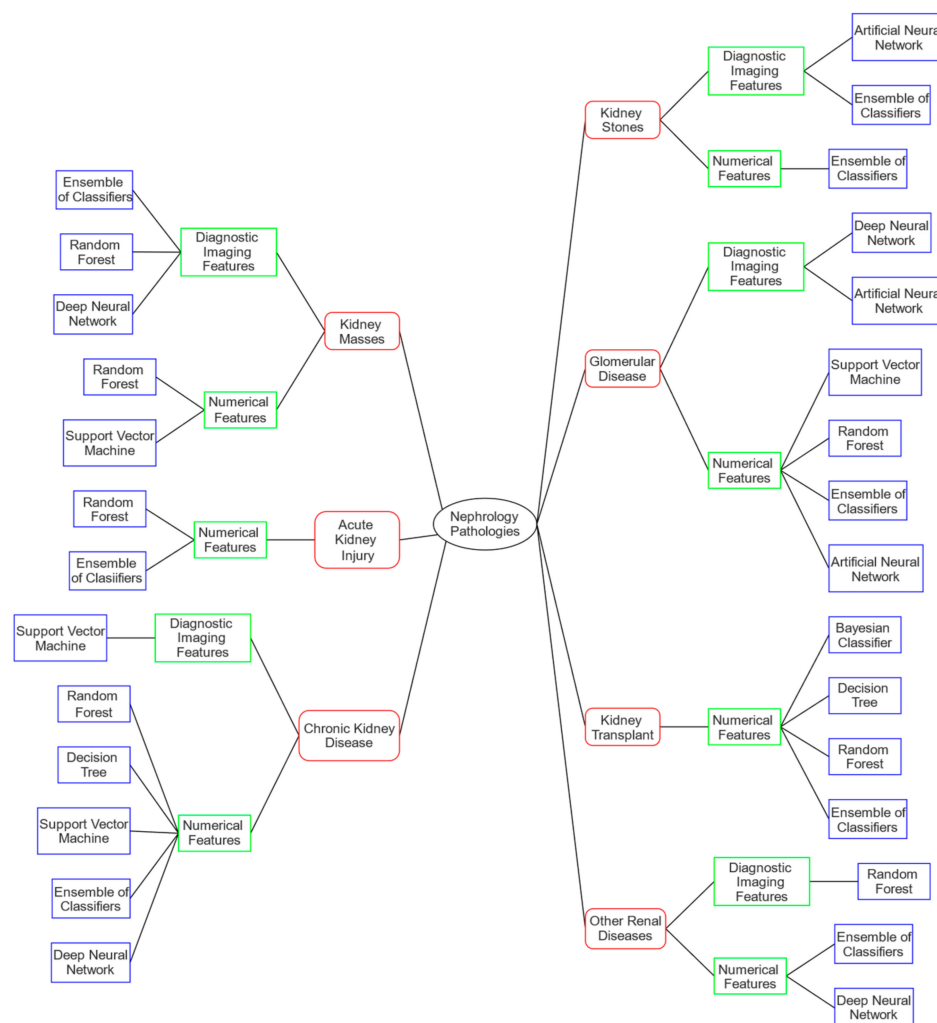 Artificial Neural
Network
Diagnostic
Imaging
Features
Ensemble of
Classifiers
Kidney
Stones
Numerical
Features
Ensemble of
Classifiers
Ensemble
of Classifiers
Random
Forest
Deep Neural
Network
Diagnostic
Imaging
Features
Kidney
Masses
Random
Forest
Support Vector
Machine
Numerical
Features
Deep Neural
Network
Artificial Neural
Network
Diagnostic
Imaging
Features
Glomerular
Disease
Support Vector
Machine
Random
Forest
Ensemble of
Classifiers
Artificial Neural
Network
Numerical
Features
Nephrology
Pathologies
Random
Forest
Ensemble
of Clasiifiers
Numerical
Features
Acute
Kidney
Injury
Support Vector
Machine
Diagnostic
Imaging
Features
Chronic Kidney
Disease
Random
Forest
Decision
Tree
Support Vector
Machine
Ensemble of
Classifiers
Deep Neural
Network
Numerical
Features
Kidney
Transplant
Numerical
Features
Bayesian
Classifier
Decision
Tree
Random
Forest
Ensemble of
Classifiers
Other Renal
Diseases
Diagnostic
Imaging
Features
Random
Forest
Numerical
Features
Ensemble of
Classifiers
Deep Neural
Network